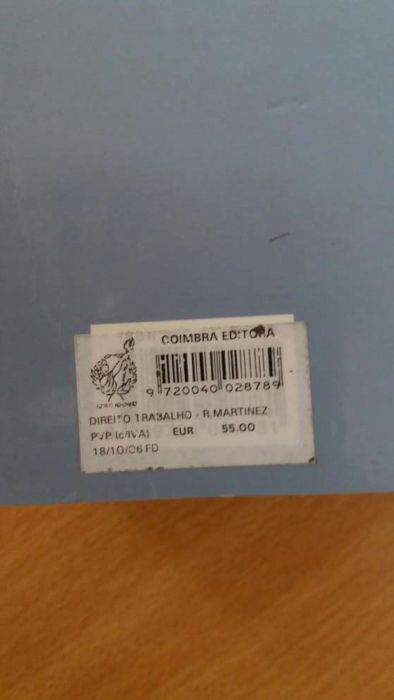 COIMBRA EDITORA
9 720040 028789
DIREITO TRABALHO - R.MARTINEZ
PVP (c/IVA) EUR 55.00
18/10/06 FD